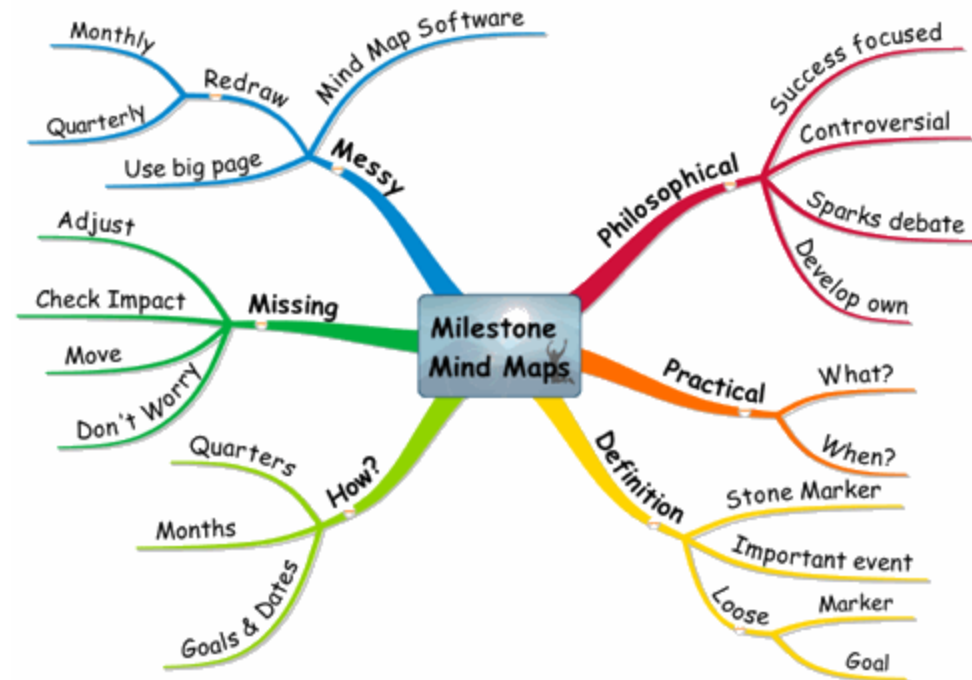 Milestone
Mind Maps
Philosophical
Success focused
Controversial
Sparks debate
Develop own
Practical
What?
When?
Definition
Stone Marker
Important event
Loose
Marker
Goal
How?
Quarters
Months
Goals & Dates
Missing
Adjust
Check Impact
Move
Don't Worry
Messy
Mind Map Software
Redraw
Monthly
Quarterly
Use big page